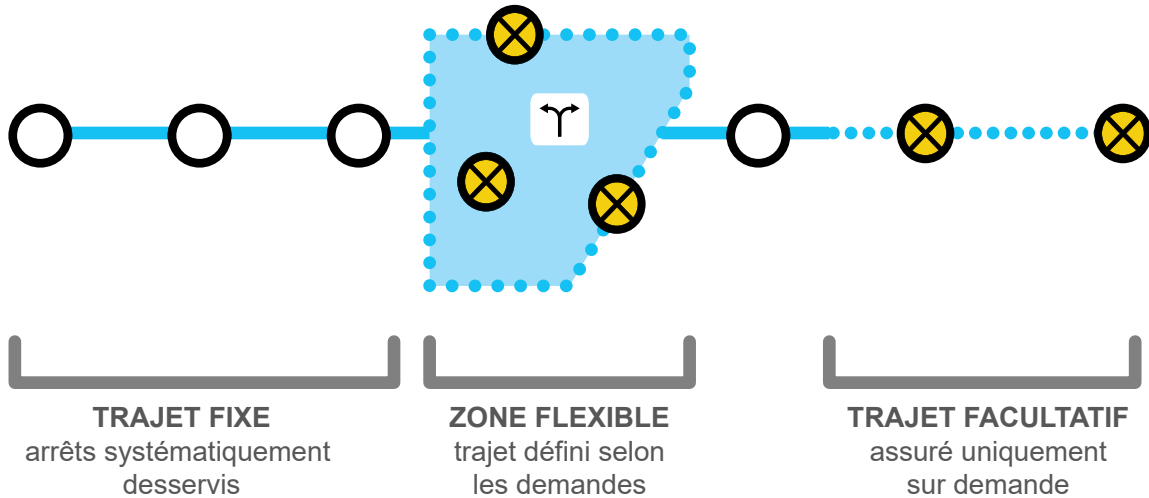 TRAJET FIXE
arrêts systématiquement
desservis
ZONE FLEXIBLE
trajet défini selon
les demandes
TRAJET FACULTATIF
assuré uniquement
sur demande